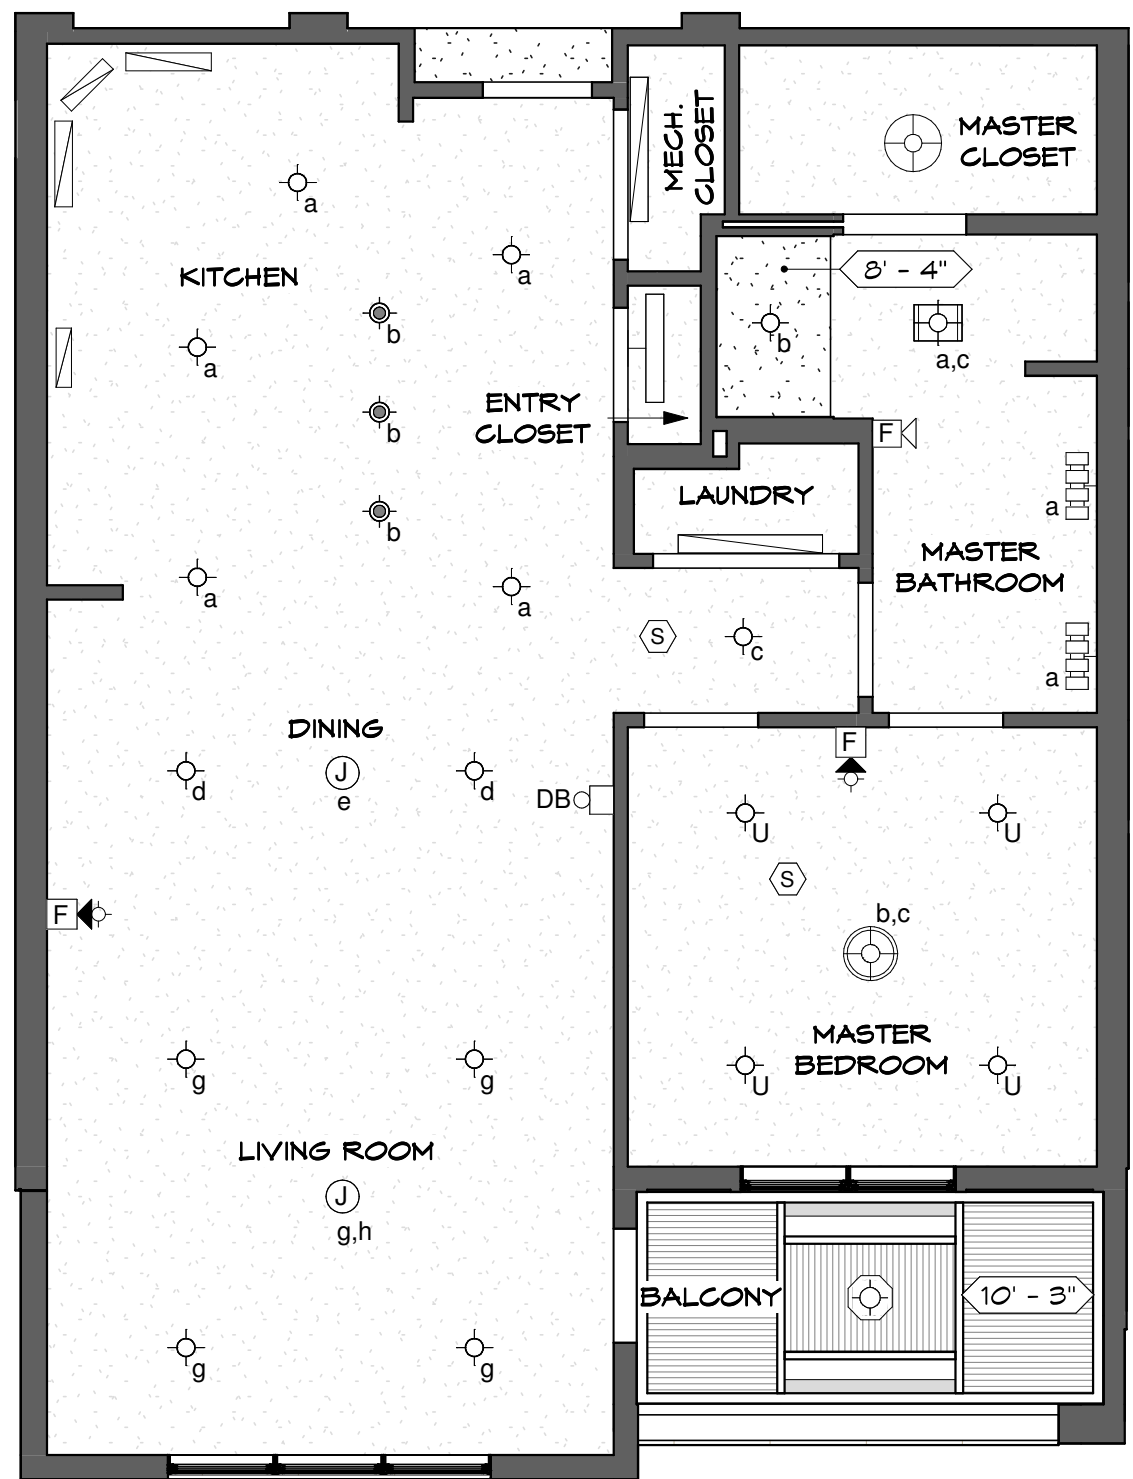 MECH.
CLOSET
MASTER
CLOSET
a
KITCHEN
a
8' - 4"
b
b
a
a,c
ENTRY
CLOSET
b
F
LAUNDRY
a
b
MASTER
BATHROOM
a
a
S
c
a
DINING
F
J
d
d
e
DB
U
U
S
F
b,c
MASTER
BEDROOM
g
g
U
U
LIVING ROOM
J
g,h
BALCONY
10' - 3"
g
g